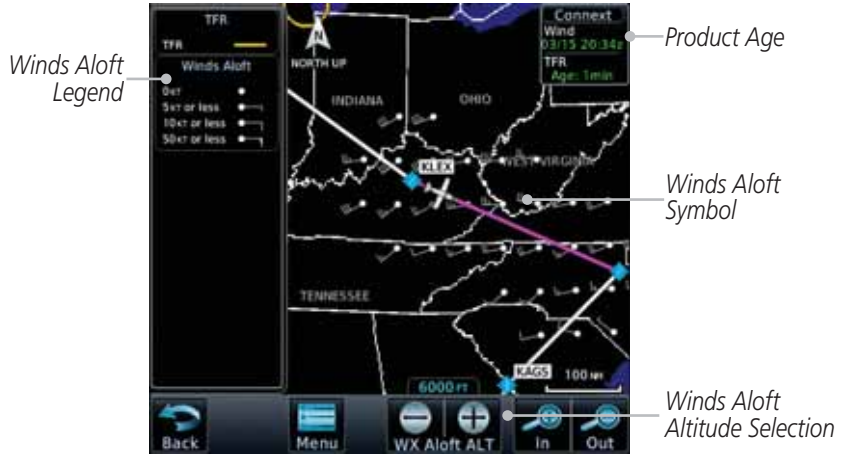 TFR
TFR
Winds Aloft
0KT
5KT or less
10KT or less
50KT or less
Winds Aloft
Legend
N
NORTH UP
INDIANA
OHIO
WEST VIRGINIA
KLEX
TENNESSEE
KAGS
100 NM
6000 FT
Connext
Wind
03/15 20:34z
TFR
Age: 1min
Product Age
Winds Aloft
Symbol
Winds Aloft
Altitude Selection
Back
Menu
WX Aloft ALT
In
Out